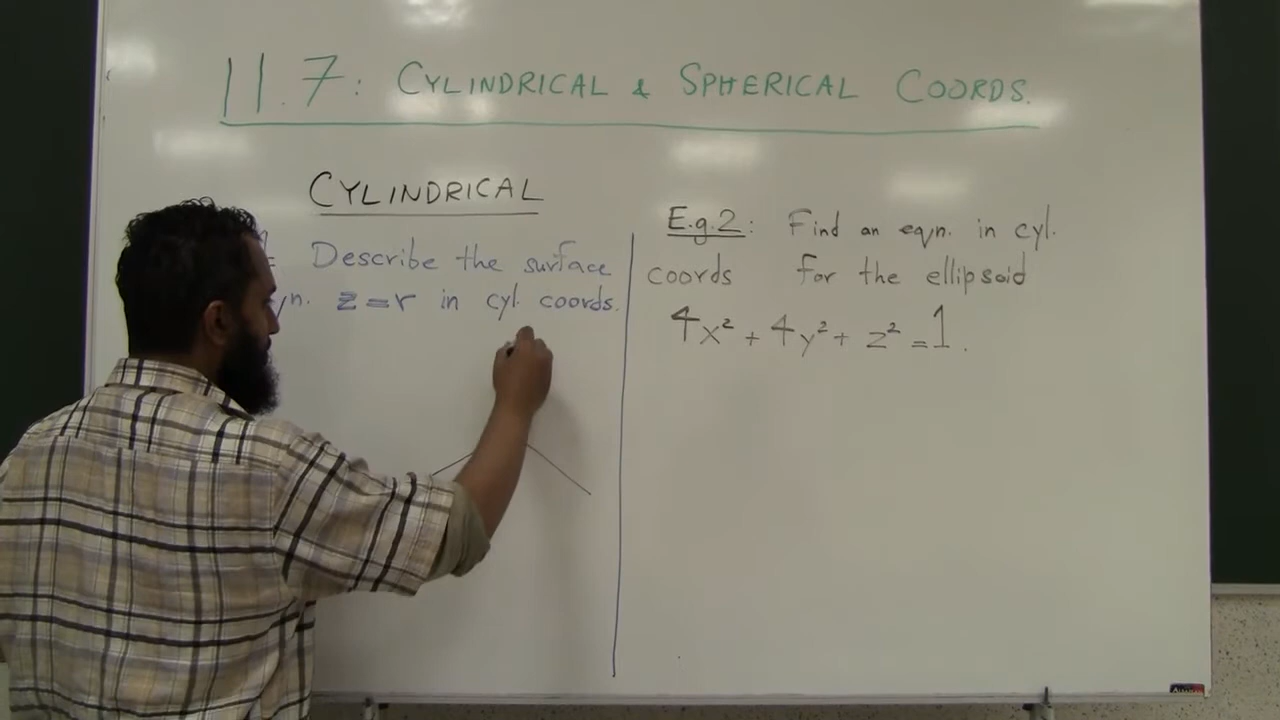 11.7: CYLINDRICAL & SPHERICAL COORDS.
CYLINDRICAL
Describe the surface
z=r in cyl. coords.
E.g.2: Find an eqn. in cyl.
coords for the ellipsoid
4x² + 4y² + z² = 1.